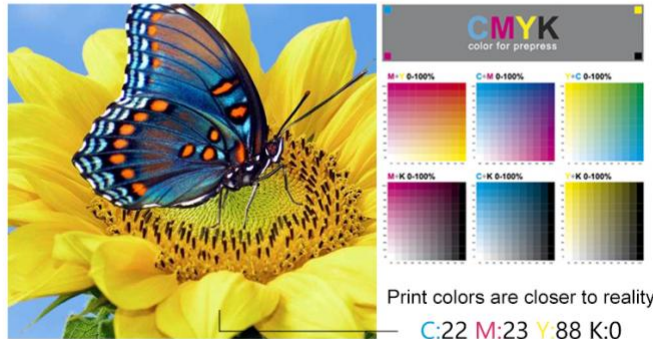 CMYK
color for prepress
M+Y 0-100%
C+M 0-100%
Y+C 0-100%
M+K 0-100%
C+K 0-100%
Y+K 0-100%
Print colors are closer to reality
C:22 M:23 Y:88 K:0